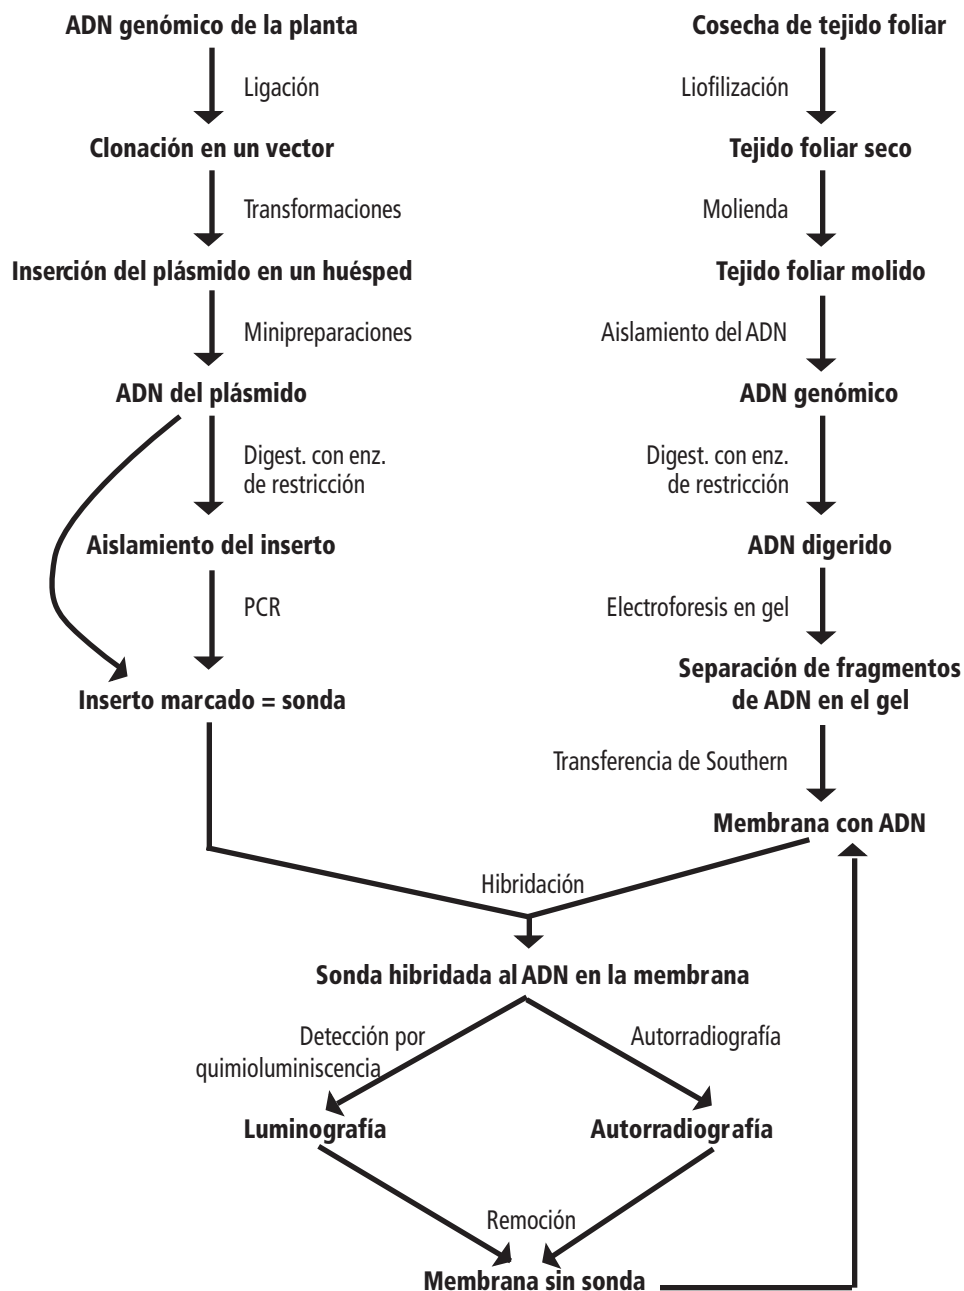 ADN genómico de la planta
Ligación
Clonación en un vector
Transformaciones
Inserción del plásmido en un huésped
Minipreparaciones
ADN del plásmido
Digest. con enz.
de restricción
Aislamiento del inserto
PCR
Inserto marcado = sonda
Cosecha de tejido foliar
Liofilización
Tejido foliar seco
Molienda
Tejido foliar molido
Aislamiento del ADN
ADN genómico
Digest. con enz.
de restricción
ADN digerido
Electroforesis en gel
Separación de fragmentos
de ADN en el gel
Transferencia de Southern
Membrana con ADN
Hibridación
Sonda hibridada al ADN en la membrana
Detección por
quimioluminiscencia
Autorradiografía
Luminografía
Autorradiografía
Remoción
Membrana sin sonda